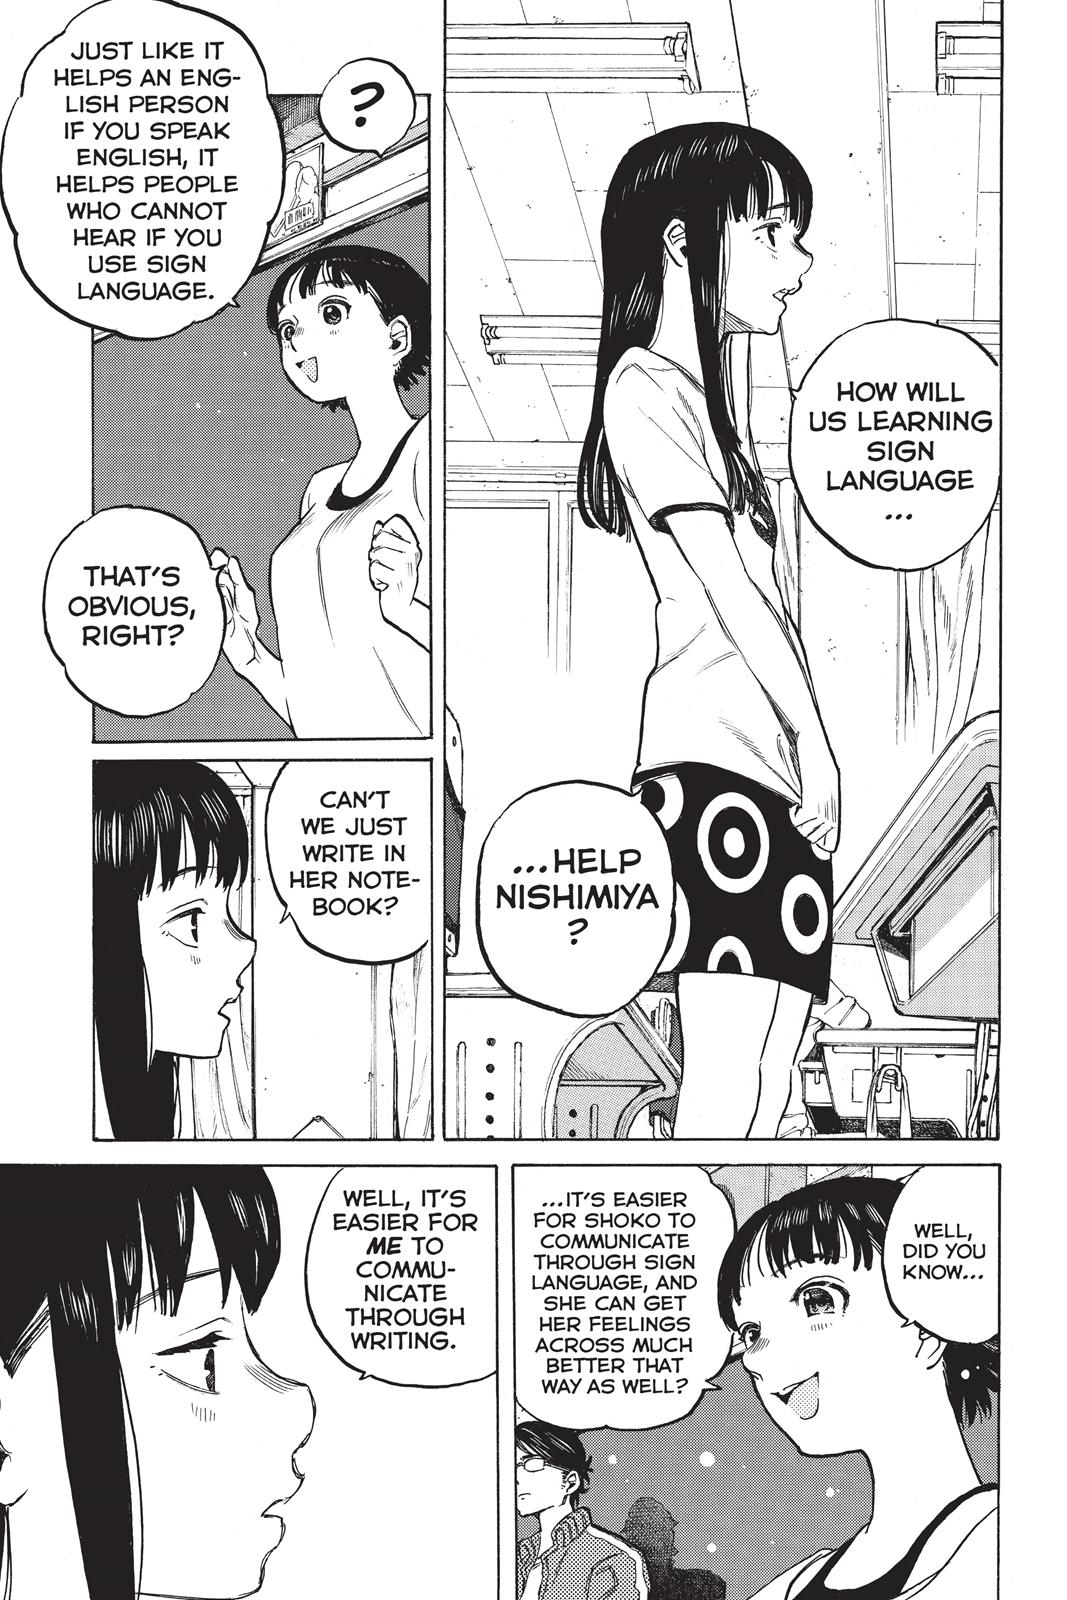 HOW WILL
US LEARNING
SIGN
LANGUAGE
...
...HELP
NISHIMIYA
?
?
JUST LIKE IT
HELPS AN ENG-
LISH PERSON
IF YOU SPEAK
ENGLISH, IT
HELPS PEOPLE
WHO CANNOT
HEAR IF YOU
USE SIGN
LANGUAGE.
THAT'S
OBVIOUS,
RIGHT?
CAN'T
WE JUST
WRITE IN
HER NOTE-
BOOK?
WELL,
DID YOU
KNOW...
...IT'S EASIER
FOR SHOKO TO
COMMUNICATE
THROUGH SIGN
LANGUAGE, AND
SHE CAN GET
HER FEELINGS
ACROSS MUCH
BETTER THAT
WAY AS WELL?
WELL, IT'S
EASIER FOR
ME TO
COMMU-
NICATE
THROUGH
WRITING.